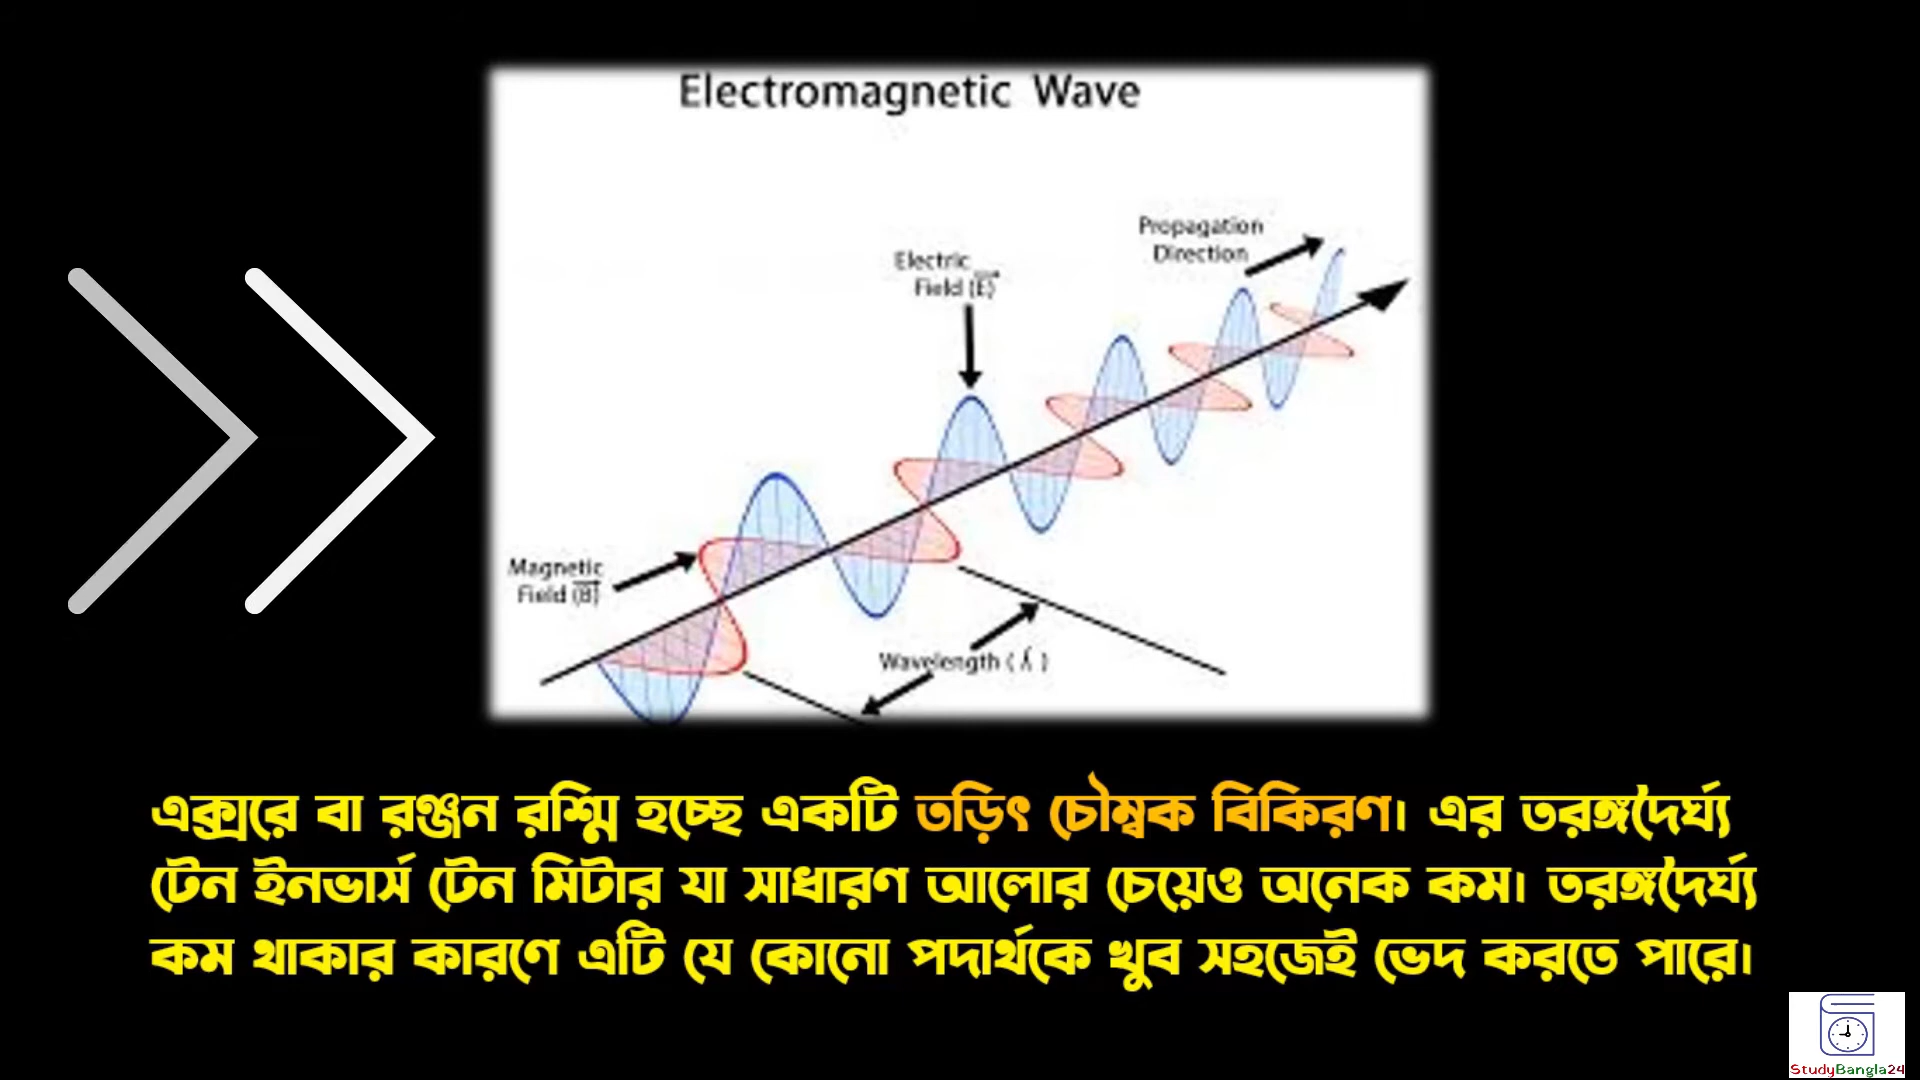 Electromagnetic Wave
Propagation
Direction
Electric
Field (E)
Magnetic
Field (B)
Wavelength (λ)
এক্সরে বা রঞ্জন রশ্মি হচ্ছে একটি তড়িৎ চৌম্বক বিকিরণ। এর তরঙ্গদৈর্ঘ্য
টেন ইনভার্স টেন মিটার যা সাধারণ আলোর চেয়েও অনেক কম। তরঙ্গদৈর্ঘ্য
কম থাকার কারণে এটি যে কোনো পদার্থকে খুব সহজেই ভেদ করতে পারে।
StudyBangla24